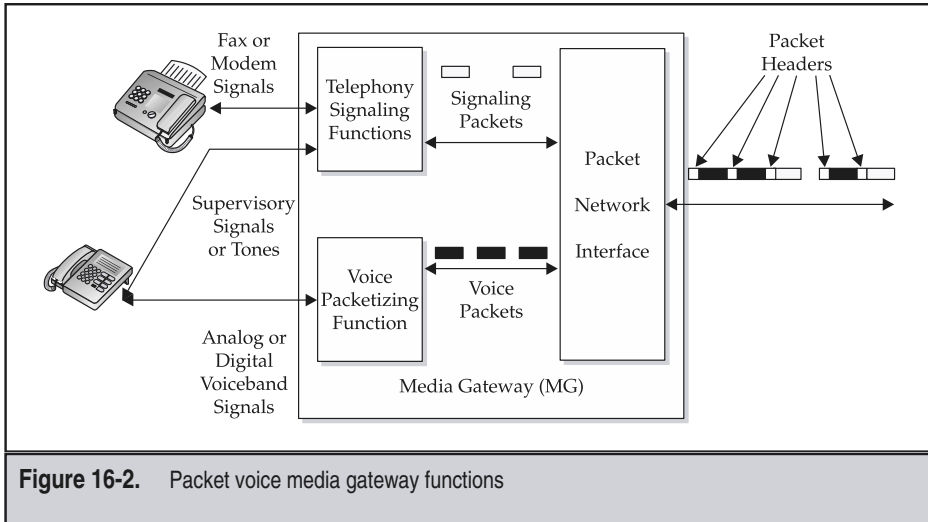 Fax or
Modem
Signals
Telephony
Signaling
Functions
Signaling
Packets
Packet
Headers
Packet
Network
Interface
Supervisory
Signals
or Tones
Voice
Packetizing
Function
Voice
Packets
Analog or
Digital
Voiceband
Signals
Media Gateway (MG)
Figure 16-2. Packet voice media gateway functions